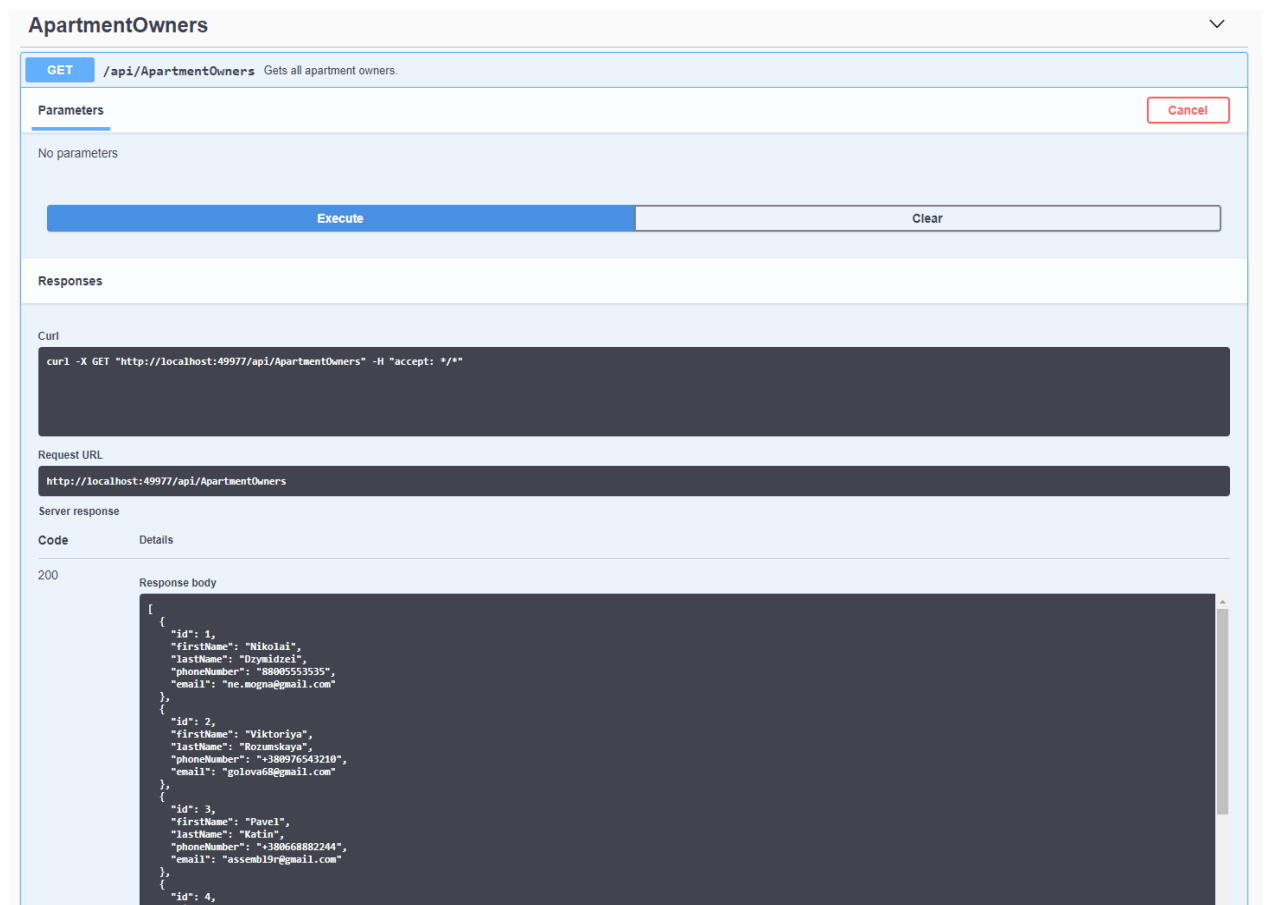 ApartmentOwners
GET /api/ApartmentOwners Gets all apartment owners.
Parameters Cancel
No parameters
Execute Clear
Responses
Curl
curl -X GET "http://localhost:49977/api/ApartmentOwners" -H "accept: */*"
Request URL
http://localhost:49977/api/ApartmentOwners
Server response
Code Details
200
Response body
[
{
"id": 1,
"firstName": "Nikolai",
"lastName": "Dzymidzei",
"phoneNumber": "88005553535",
"email": "ne.mogna@gmail.com"
},
{
"id": 2,
"firstName": "Viktoriya",
"lastName": "Rozumskaya",
"phoneNumber": "+380976543210",
"email": "golova68@gmail.com"
},
{
"id": 3,
"firstName": "Pavel",
"lastName": "Katin",
"phoneNumber": "+380668882244",
"email": "assembl9r@gmail.com"
},
{
"id": 4,